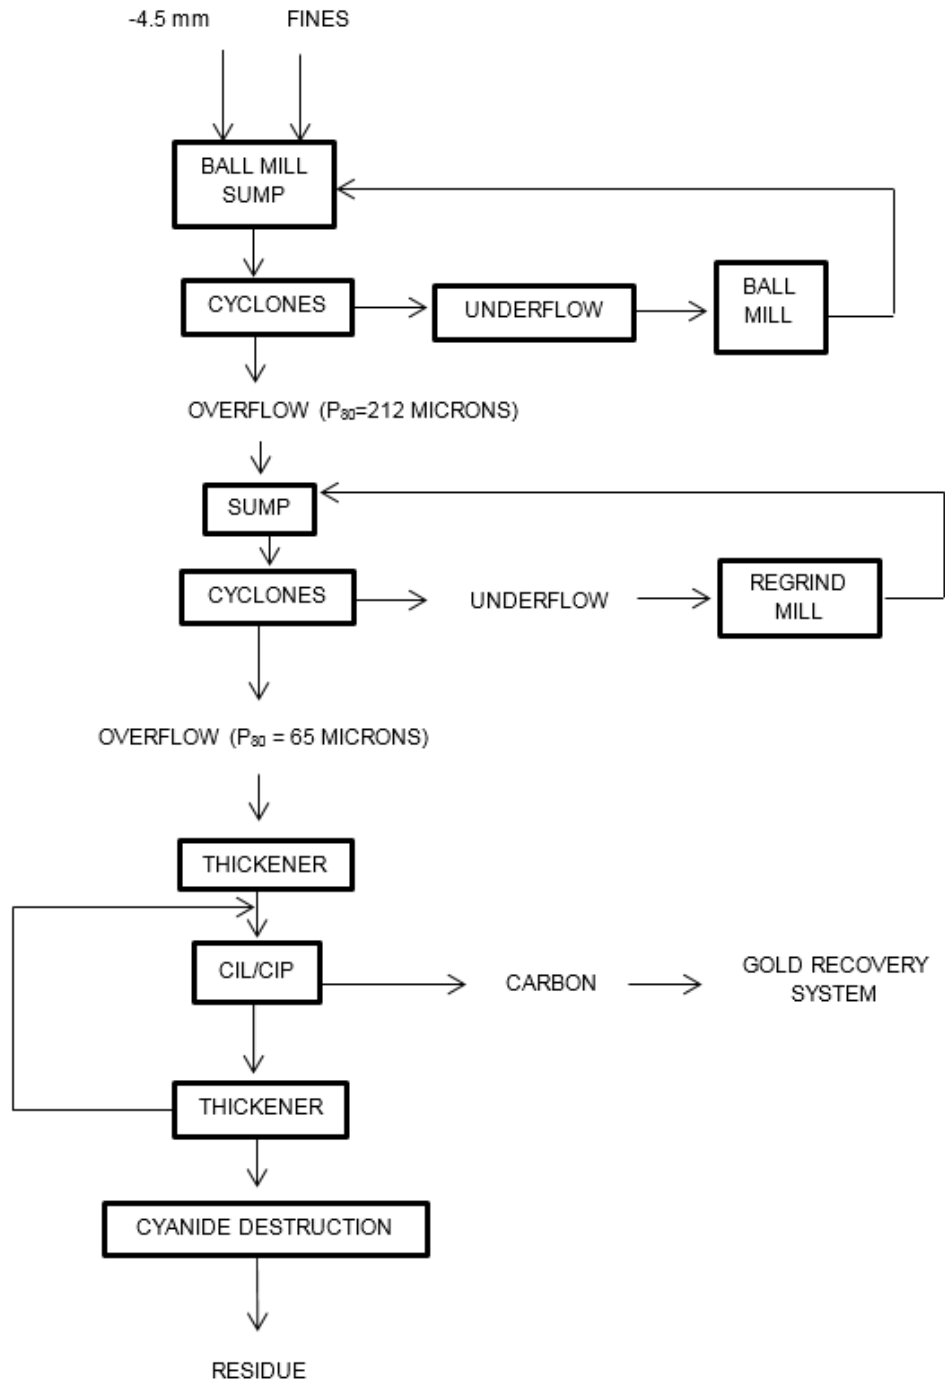 -4.5 mm
FINES
BALL MILL
SUMP
CYCLONES
UNDERFLOW
BALL
MILL
OVERFLOW (P₈₀=212 MICRONS)
SUMP
CYCLONES
UNDERFLOW
REGRIND
MILL
OVERFLOW (P₈₀ = 65 MICRONS)
THICKENER
CIL/CIP
CARBON
GOLD RECOVERY
SYSTEM
THICKENER
CYANIDE DESTRUCTION
RESIDUE